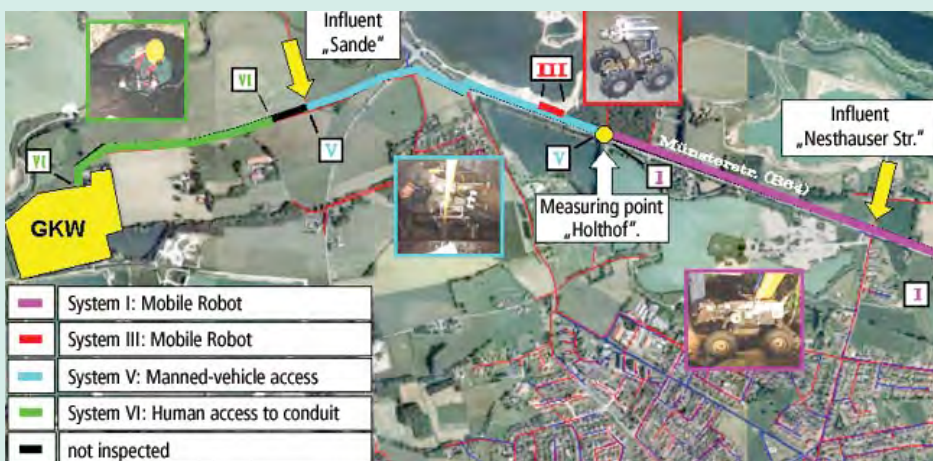 Influent
„Sande“
VI
III
Influent
„Nesthauser Str.“
VI
V
V
I
Münsterstr. (B64)
Measuring point
„Holthof“.
GKW
I
System I: Mobile Robot
System III: Mobile Robot
System V: Manned-vehicle access
System VI: Human access to conduit
not inspected